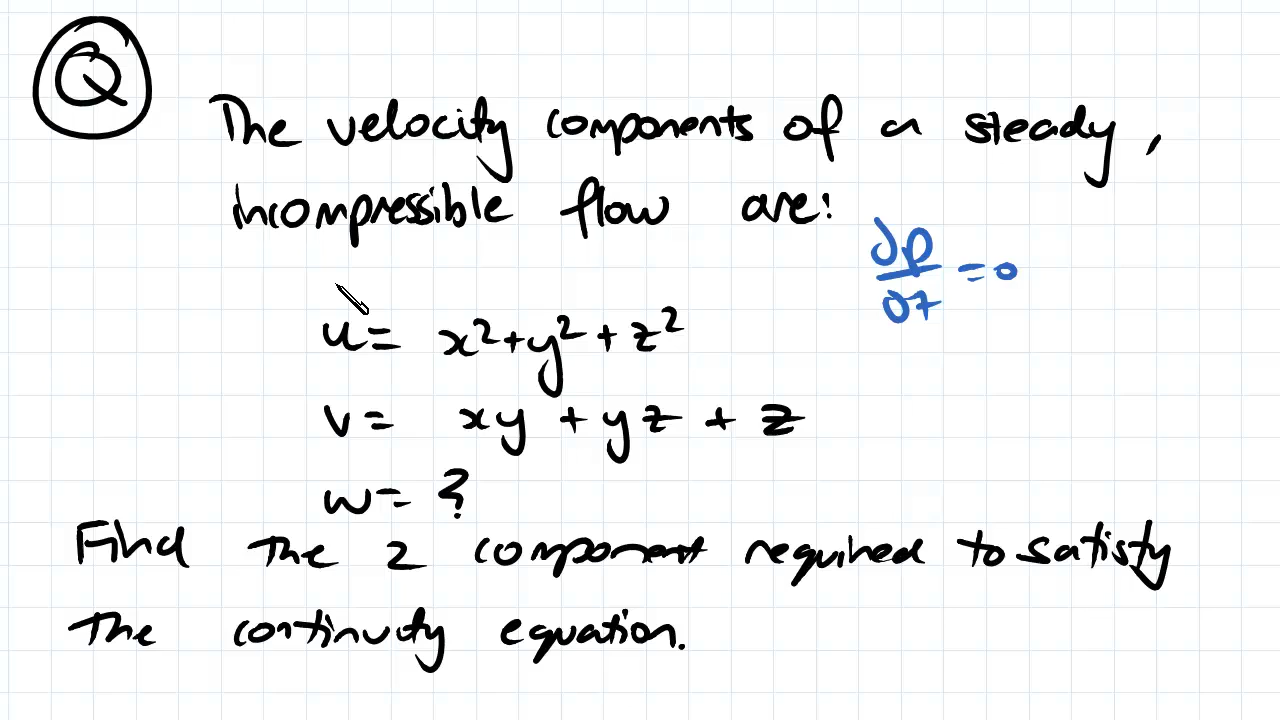 Q
The velocity components of a steady,
incompressible flow are:
∂ρ/∂t = 0
u = x² + y² + z²
v = xy + yz + z
w = ?
Find the z component required to satisfy
the continuity equation.